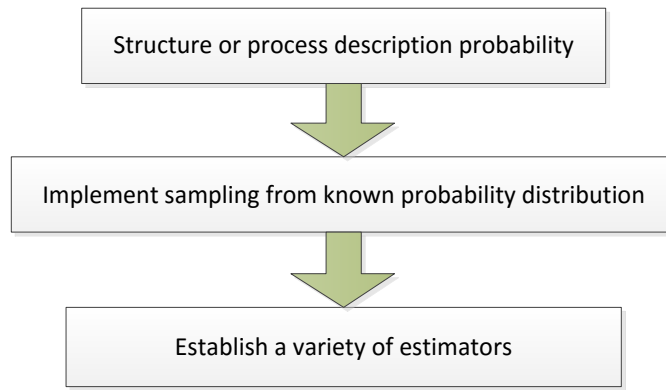 Structure or process description probability
Implement sampling from known probability distribution
Establish a variety of estimators